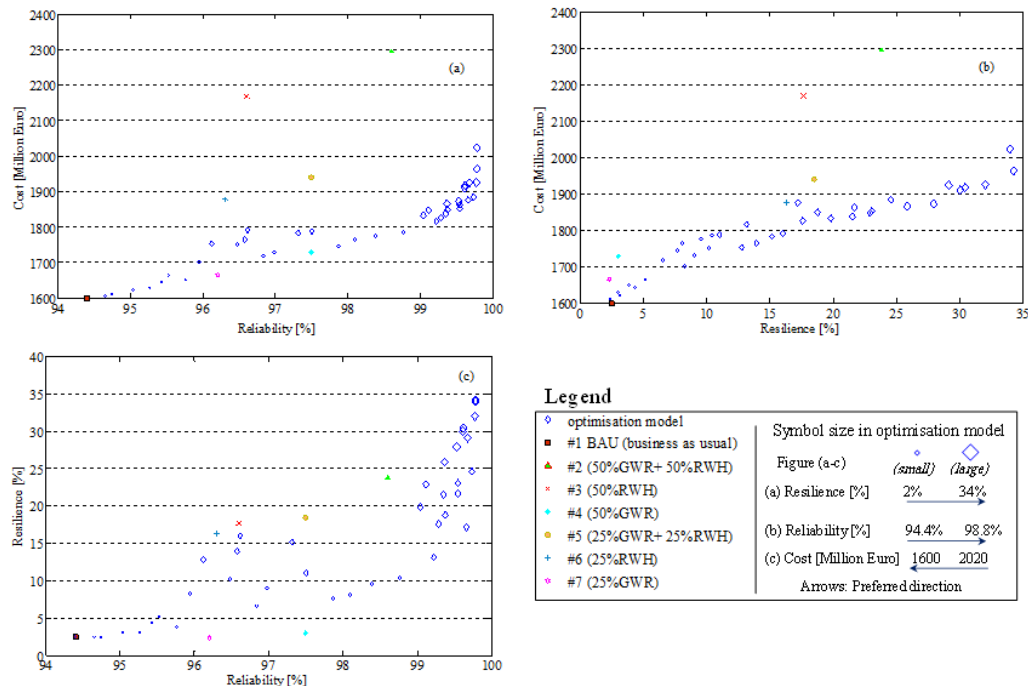 2400
2300
2200
2100
2000
1900
1800
1700
1600
Cost [Million Euro]
(a)
94
95
96
97
98
99
100
Reliability [%]
2400
2300
2200
2100
2000
1900
1800
1700
1600
Cost [Million Euro]
(b)
0
5
10
15
20
25
30
35
Resilience [%]
40
35
30
25
20
15
10
5
0
Resilience [%]
(c)
94
95
96
97
98
99
100
Reliability [%]
Legend
optimisation model
#1 BAU (business as usual)
#2 (50%GWR+ 50%RWH)
#3 (50%RWH)
#4 (50%GWR)
#5 (25%GWR+ 25%RWH)
#6 (25%RWH)
#7 (25%GWR)
Symbol size in optimisation model
Figure (a-c) (small) (large)
(a) Resilience [%] 2% 34%
(b) Reliability [%] 94.4% 98.8%
(c) Cost [Million Euro] 1600 2020
Arrows: Preferred direction